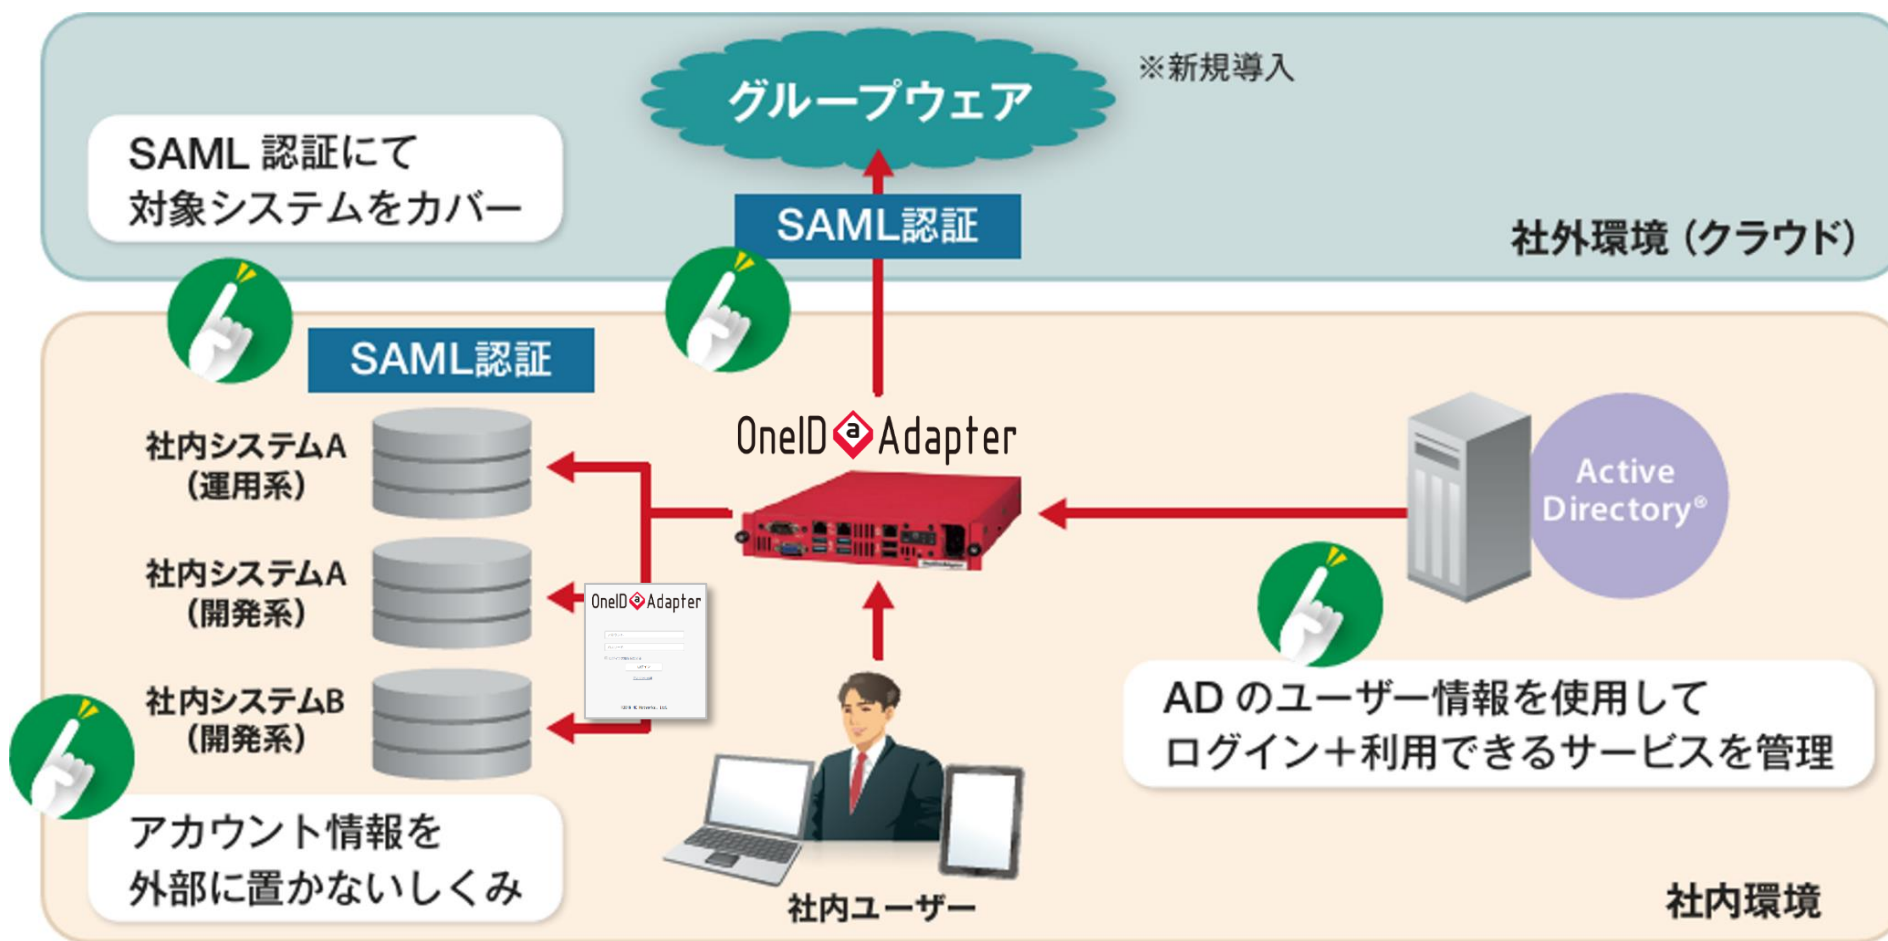 グループウェア
※新規導入
SAML 認証にて
対象システムをカバー
SAML認証
社外環境（クラウド）
SAML認証
OneID a Adapter
社内システムA
（運用系）
社内システムA
（開発系）
社内システムB
（開発系）
OneID a Adapter
Active
Directory®
ADのユーザー情報を使用して
ログイン＋利用できるサービスを管理
アカウント情報を
外部に置かないしくみ
社内ユーザー
社内環境